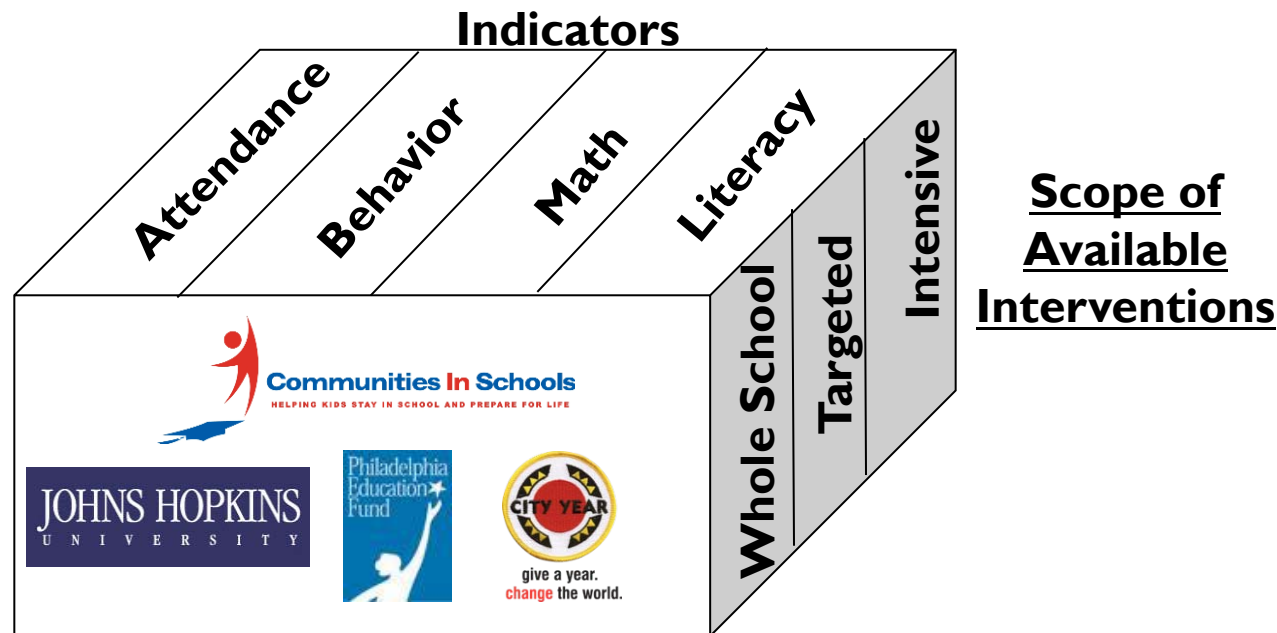 Indicators
Attendance
Behavior
Math
Literacy
Whole School
Targeted
Intensive
Scope of
Available
Interventions
Communities In Schools
HELPING KIDS STAY IN SCHOOL AND PREPARE FOR LIFE
JOHNS HOPKINS
UNIVERSITY
Philadelphia
Education
Fund
CITY YEAR
give a year.
change the world.